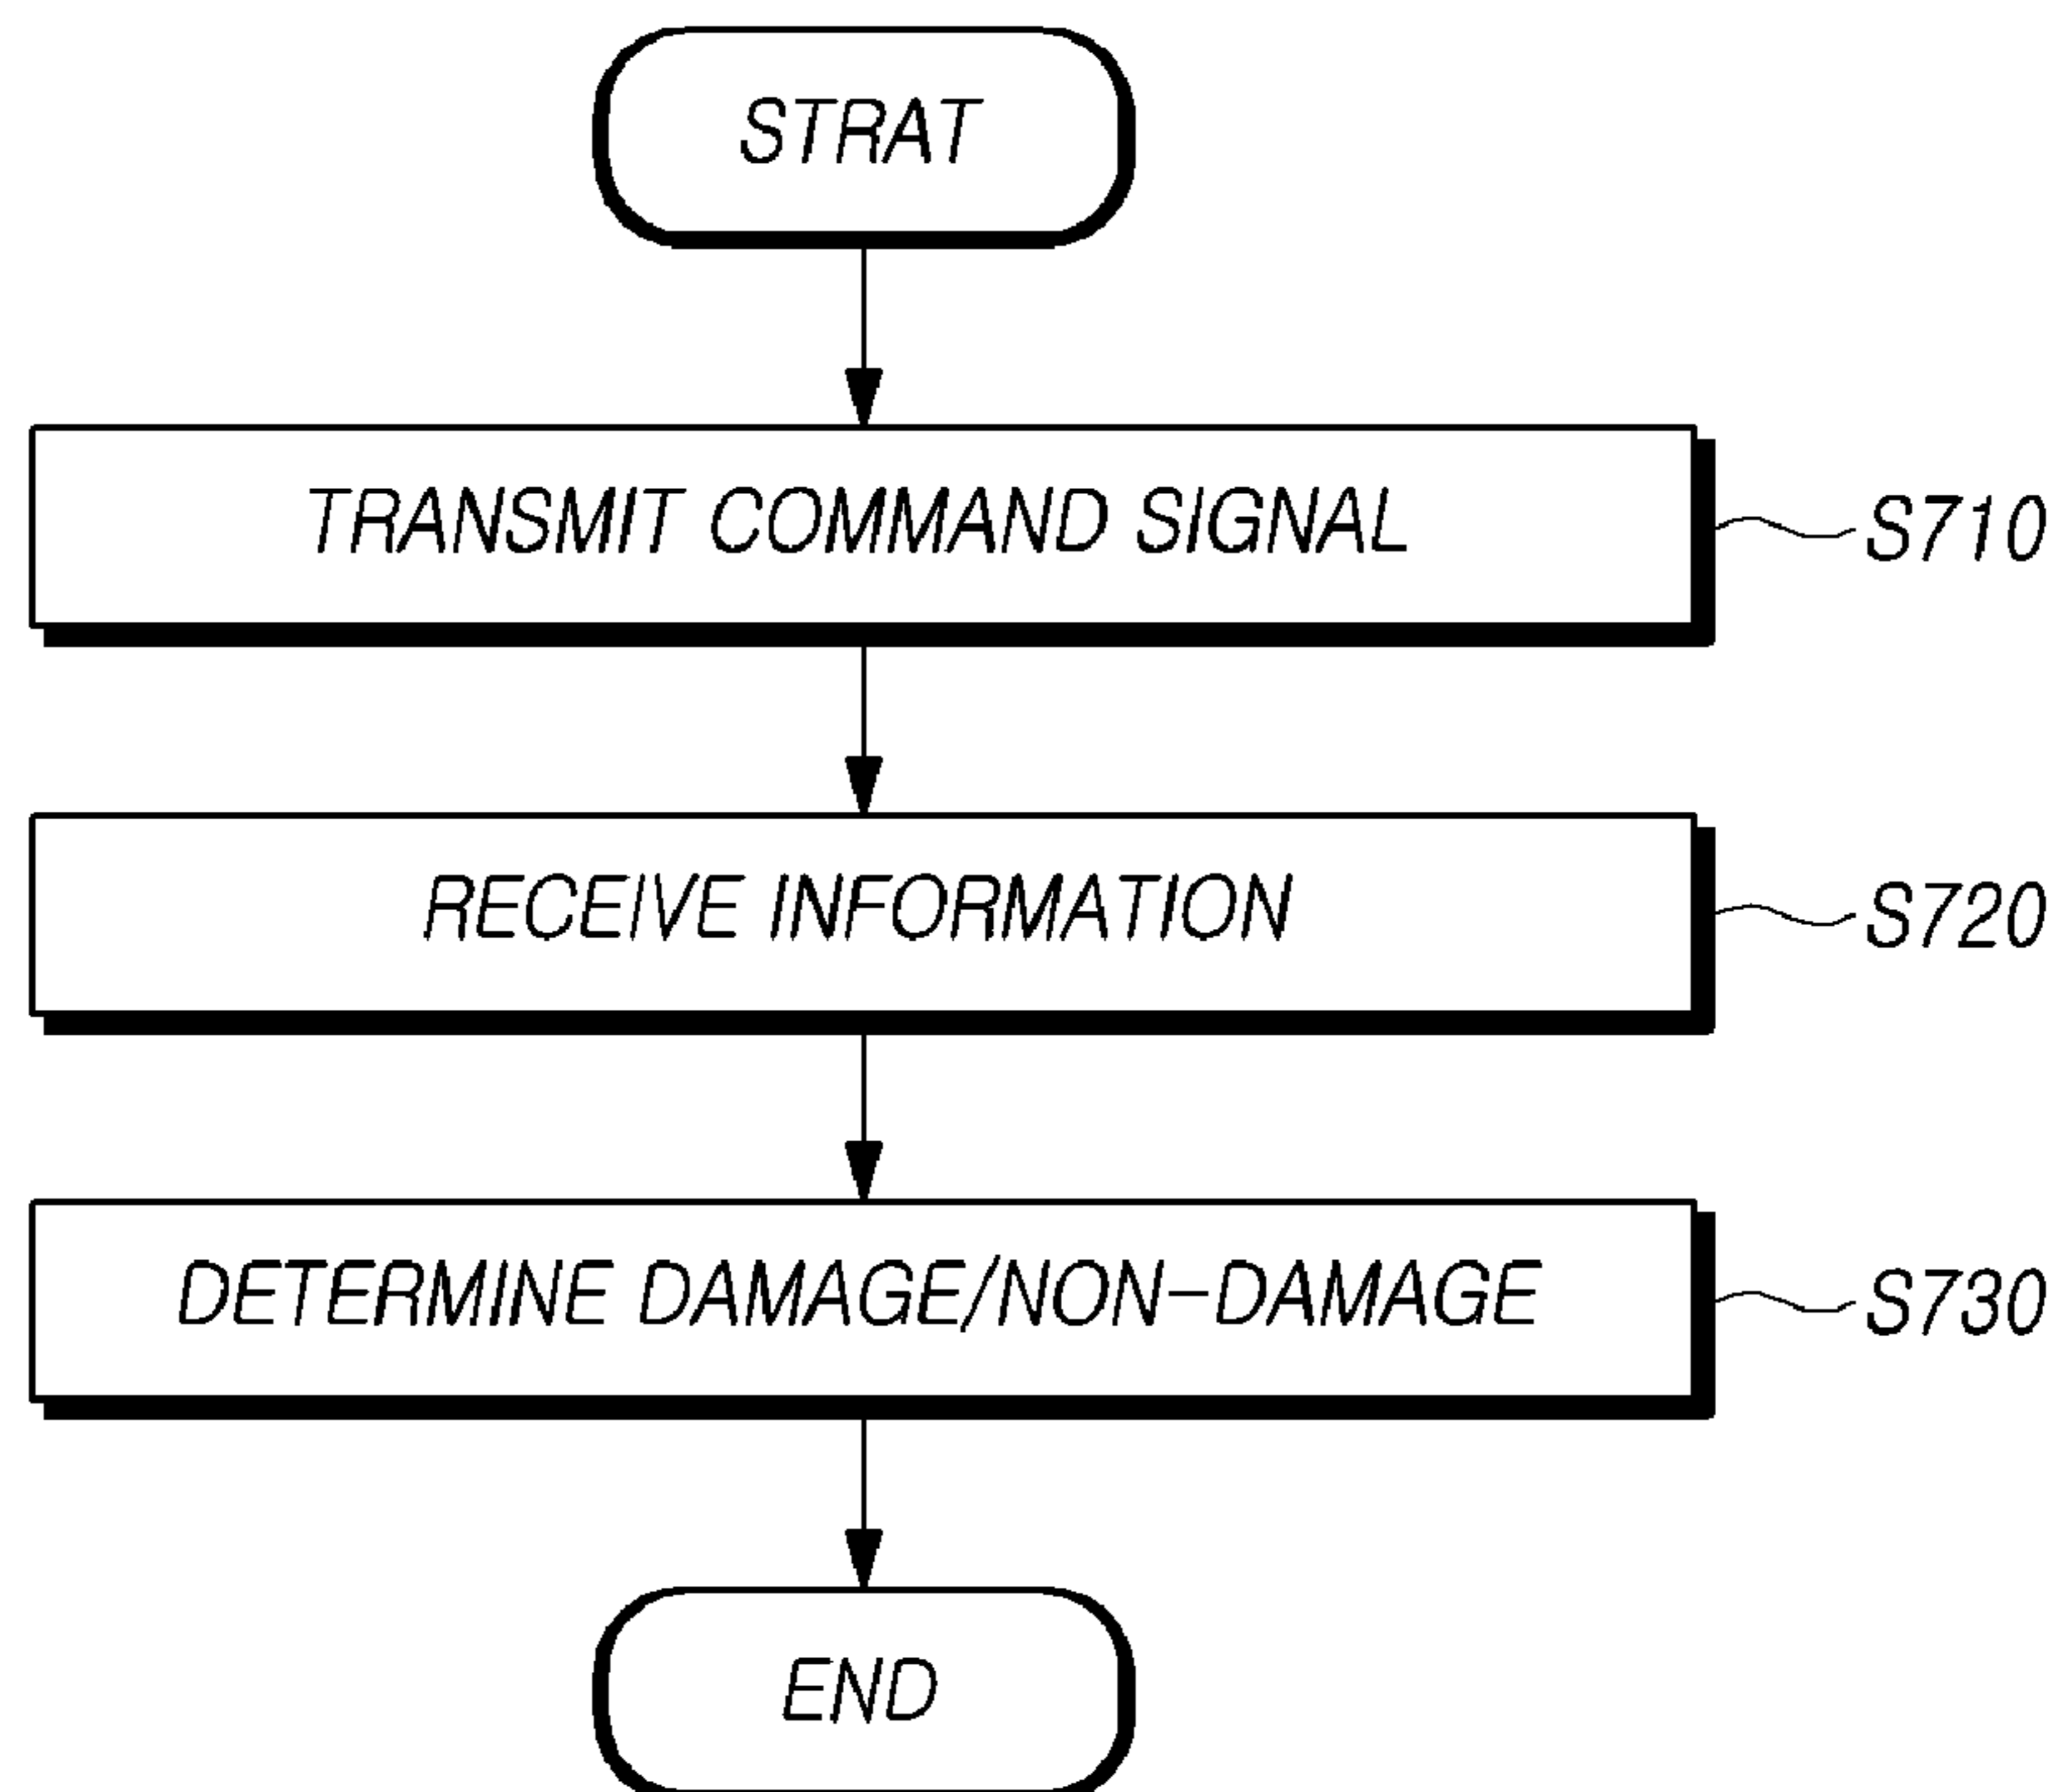 STRAT
TRANSMIT COMMAND SIGNAL
S710
RECEIVE INFORMATION
S720
DETERMINE DAMAGE/NON-DAMAGE
S730
END